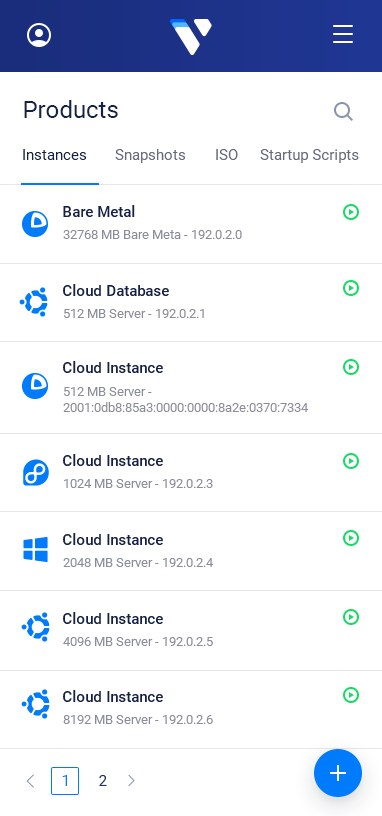 Products
Instances Snapshots ISO Startup Scripts
Bare Metal
32768 MB Bare Meta - 192.0.2.0
Cloud Database
512 MB Server - 192.0.2.1
Cloud Instance
512 MB Server -
2001:0db8:85a3:0000:0000:8a2e:0370:7334
Cloud Instance
1024 MB Server - 192.0.2.3
Cloud Instance
2048 MB Server - 192.0.2.4
Cloud Instance
4096 MB Server - 192.0.2.5
Cloud Instance
8192 MB Server - 192.0.2.6
1 2